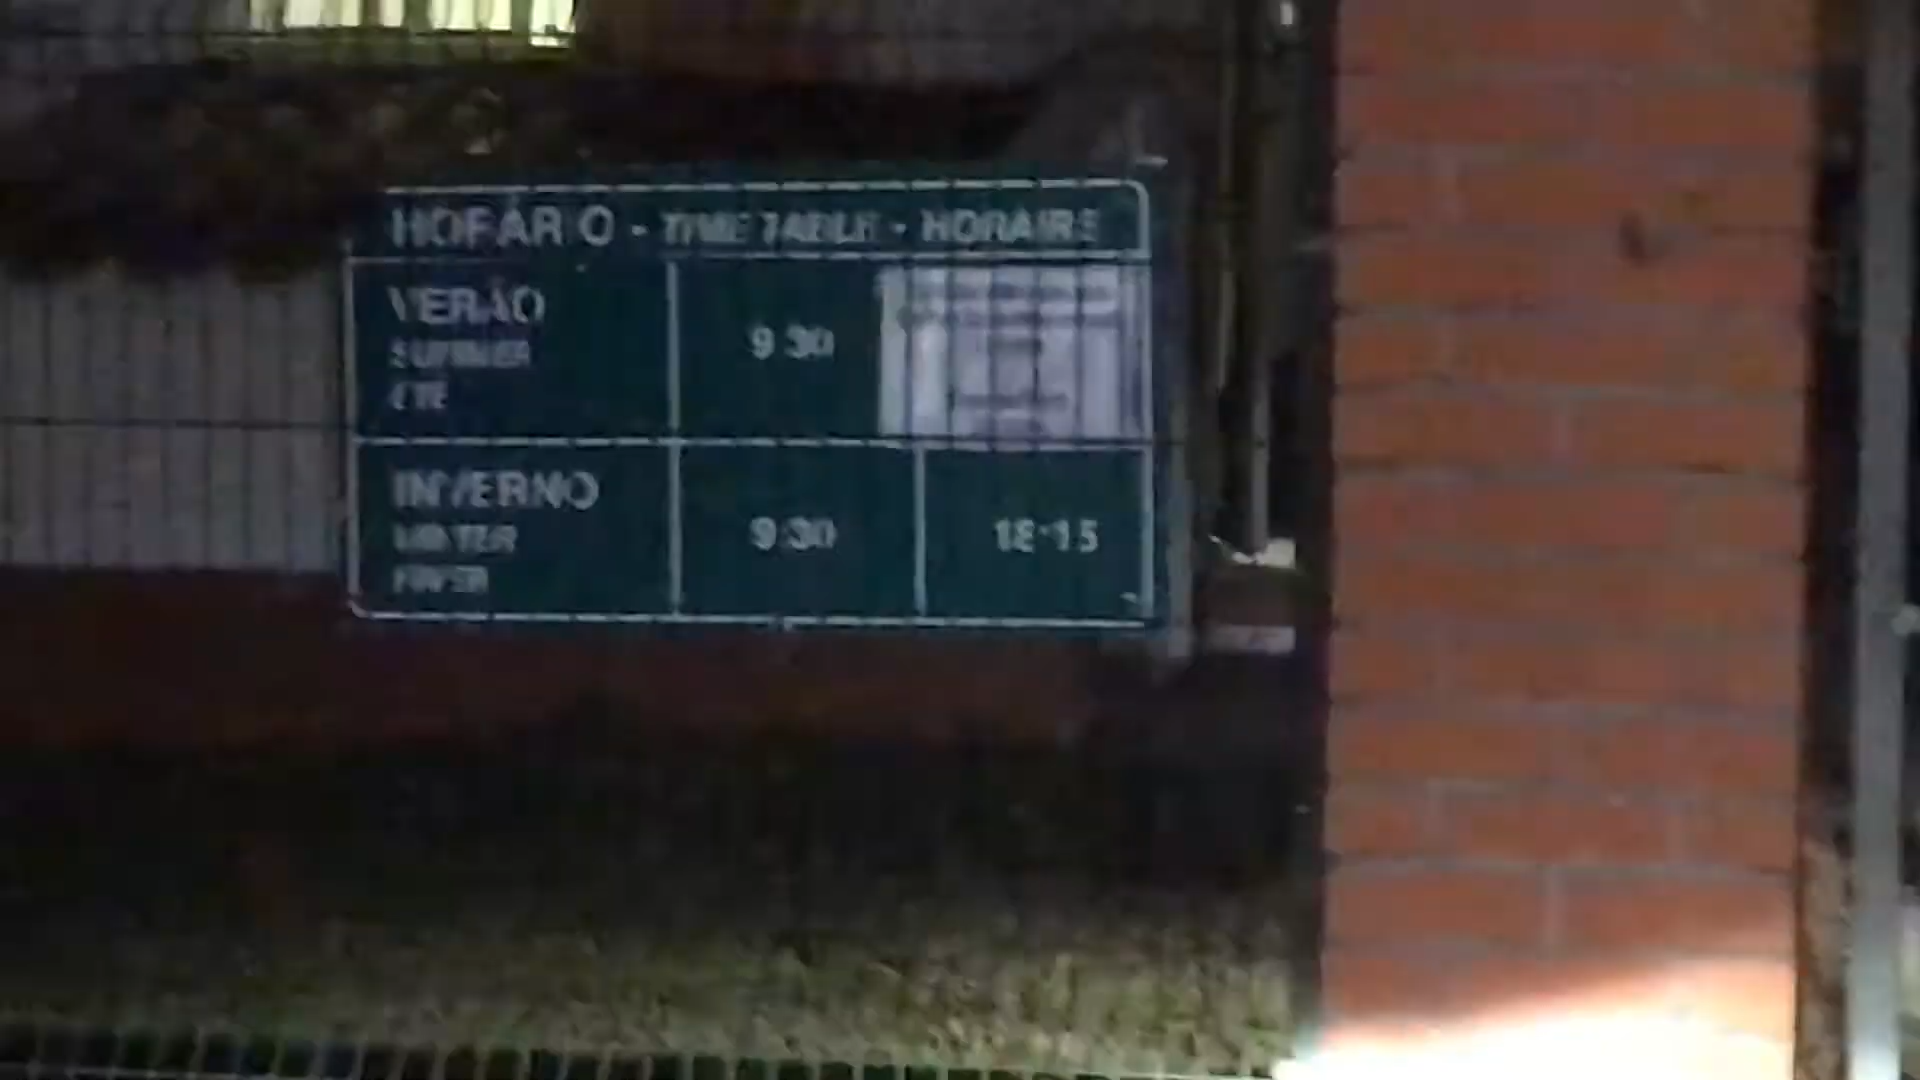 HORÁRIO - TIME TABLE - HORAIRE
VERÃO
SUMMER
ÉTÉ
9:30
INVERNO
WINTER
HIVER
9:30
18:15